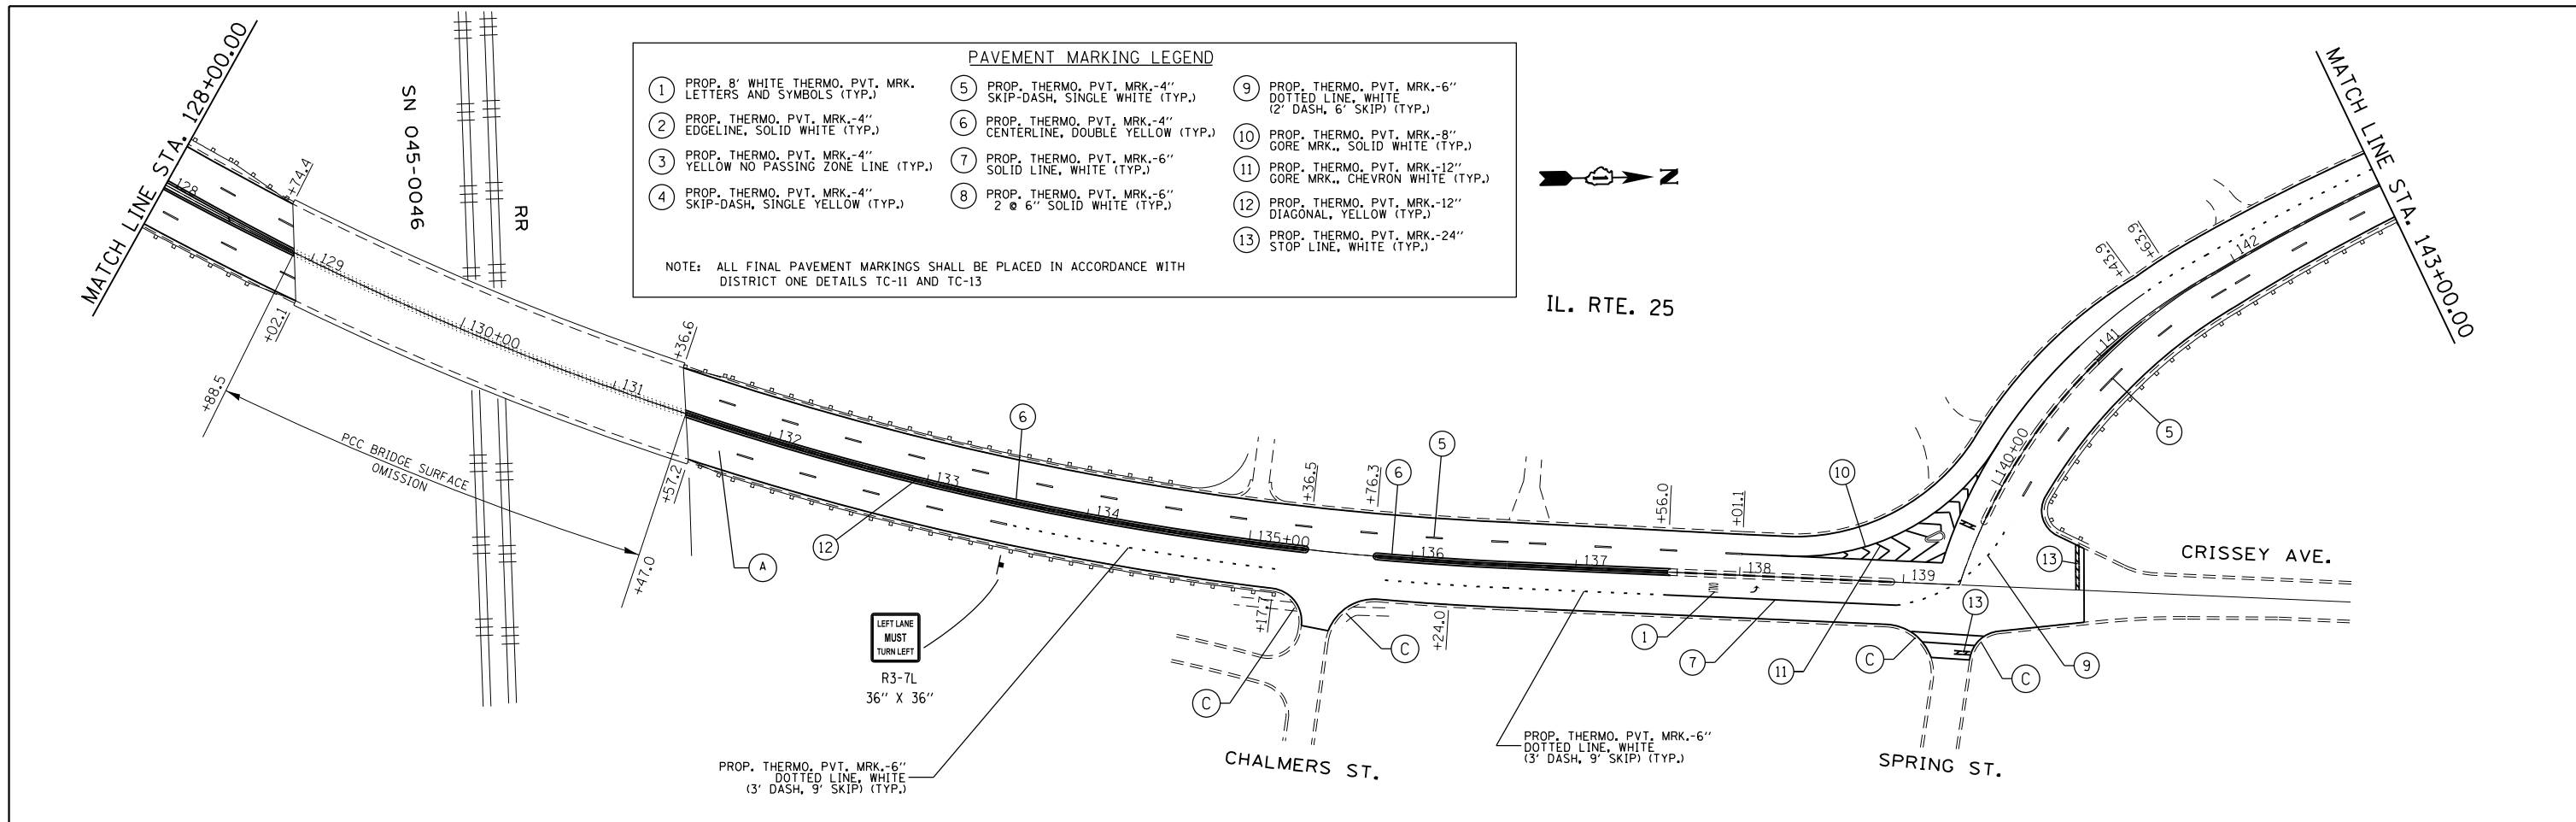 PAVEMENT MARKING LEGEND
1 PROP. 8' WHITE THERMO. PVT. MRK.
LETTERS AND SYMBOLS (TYP.)
2 PROP. THERMO. PVT. MRK.-4"
EDGELINE, SOLID WHITE (TYP.)
3 PROP. THERMO. PVT. MRK.-4"
YELLOW NO PASSING ZONE LINE (TYP.)
4 PROP. THERMO. PVT. MRK.-4"
SKIP-DASH, SINGLE YELLOW (TYP.)
5 PROP. THERMO. PVT. MRK.-4"
SKIP-DASH, SINGLE WHITE (TYP.)
6 PROP. THERMO. PVT. MRK.-4"
CENTERLINE, DOUBLE YELLOW (TYP.)
7 PROP. THERMO. PVT. MRK.-6"
SOLID LINE, WHITE (TYP.)
8 PROP. THERMO. PVT. MRK.-6"
2 @ 6" SOLID WHITE (TYP.)
9 PROP. THERMO. PVT. MRK.-6"
DOTTED LINE, WHITE
(2' DASH, 6' SKIP) (TYP.)
10 PROP. THERMO. PVT. MRK.-8"
GORE MRK., SOLID WHITE (TYP.)
11 PROP. THERMO. PVT. MRK.-12"
GORE MRK., CHEVRON WHITE (TYP.)
12 PROP. THERMO. PVT. MRK.-12"
DIAGONAL, YELLOW (TYP.)
13 PROP. THERMO. PVT. MRK.-24"
STOP LINE, WHITE (TYP.)
NOTE: ALL FINAL PAVEMENT MARKINGS SHALL BE PLACED IN ACCORDANCE WITH
DISTRICT ONE DETAILS TC-11 AND TC-13
N
IL. RTE. 25
MATCH LINE STA. 128+00.00
SN 045-0046
RR
MATCH LINE STA. 143+00.00
+74.4
128
129
130+00
131
+02.1
+88.5
PCC BRIDGE SURFACE
OMISSION
+36.6
+57.2
+47.0
132
133
134
135+00
136
137
138
139
140+00
141
142
+36.5
+76.3
+56.0
+01.1
+43.9
+63.9
+17.7
+24.0
6
5
6
10
5
12
A
13
13
1
7
11
C
C
C
C
9
LEFT LANE
MUST
TURN LEFT
R3-7L
36" X 36"
PROP. THERMO. PVT. MRK.-6"
DOTTED LINE, WHITE
(3' DASH, 9' SKIP) (TYP.)
PROP. THERMO. PVT. MRK.-6"
DOTTED LINE, WHITE
(3' DASH, 9' SKIP) (TYP.)
CHALMERS ST.
SPRING ST.
CRISSEY AVE.